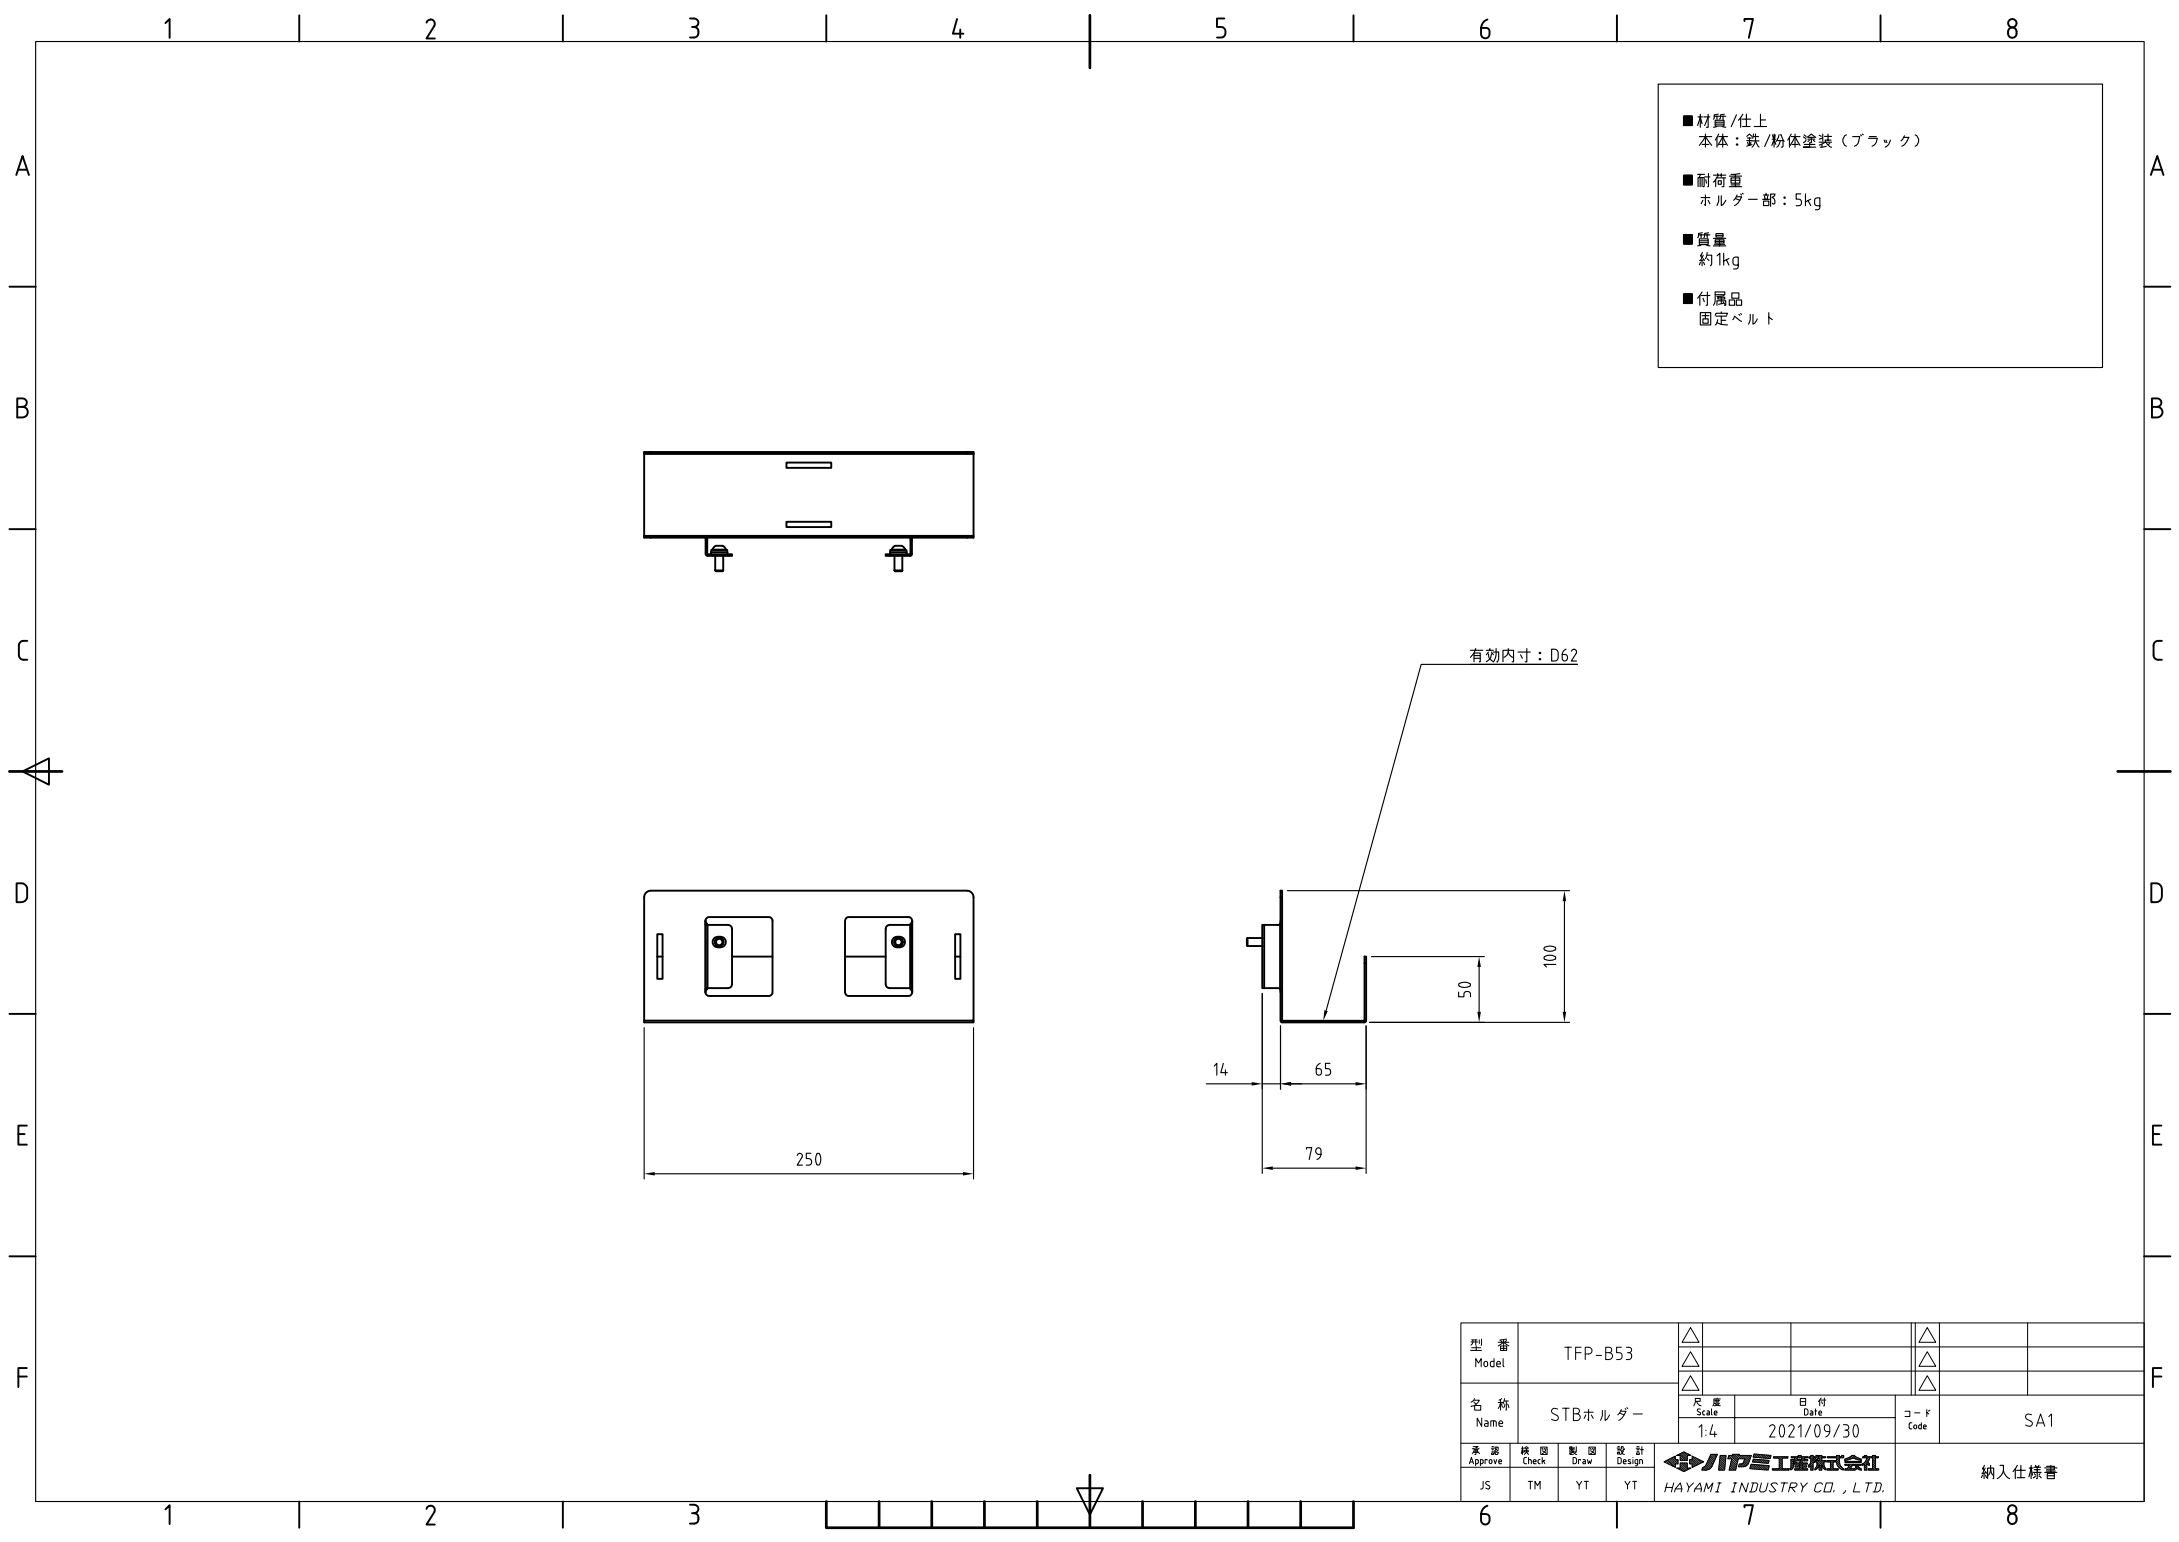 1 2 3 4 5 6 7 8
A A
B B
C C
D D
E E
F F
■材質/仕上
本体：鉄/粉体塗装（ブラック）
■耐荷重
ホルダー部：5kg
■質量
約1kg
■付属品
固定ベルト
有効内寸：D62
100
50
14
65
79
250
型 番
Model
TFP-B53
名 称
Name
STBホルダー
尺 度
Scale
1:4
日 付
Date
2021/09/30
コード
Code
SA1
承 認
Approve
JS
検 図
Check
TM
製 図
Draw
YT
設 計
Design
YT
ハヤミ工産株式会社
HAYAMI INDUSTRY CO.,LTD.
納入仕様書
1 2 3 6 7 8